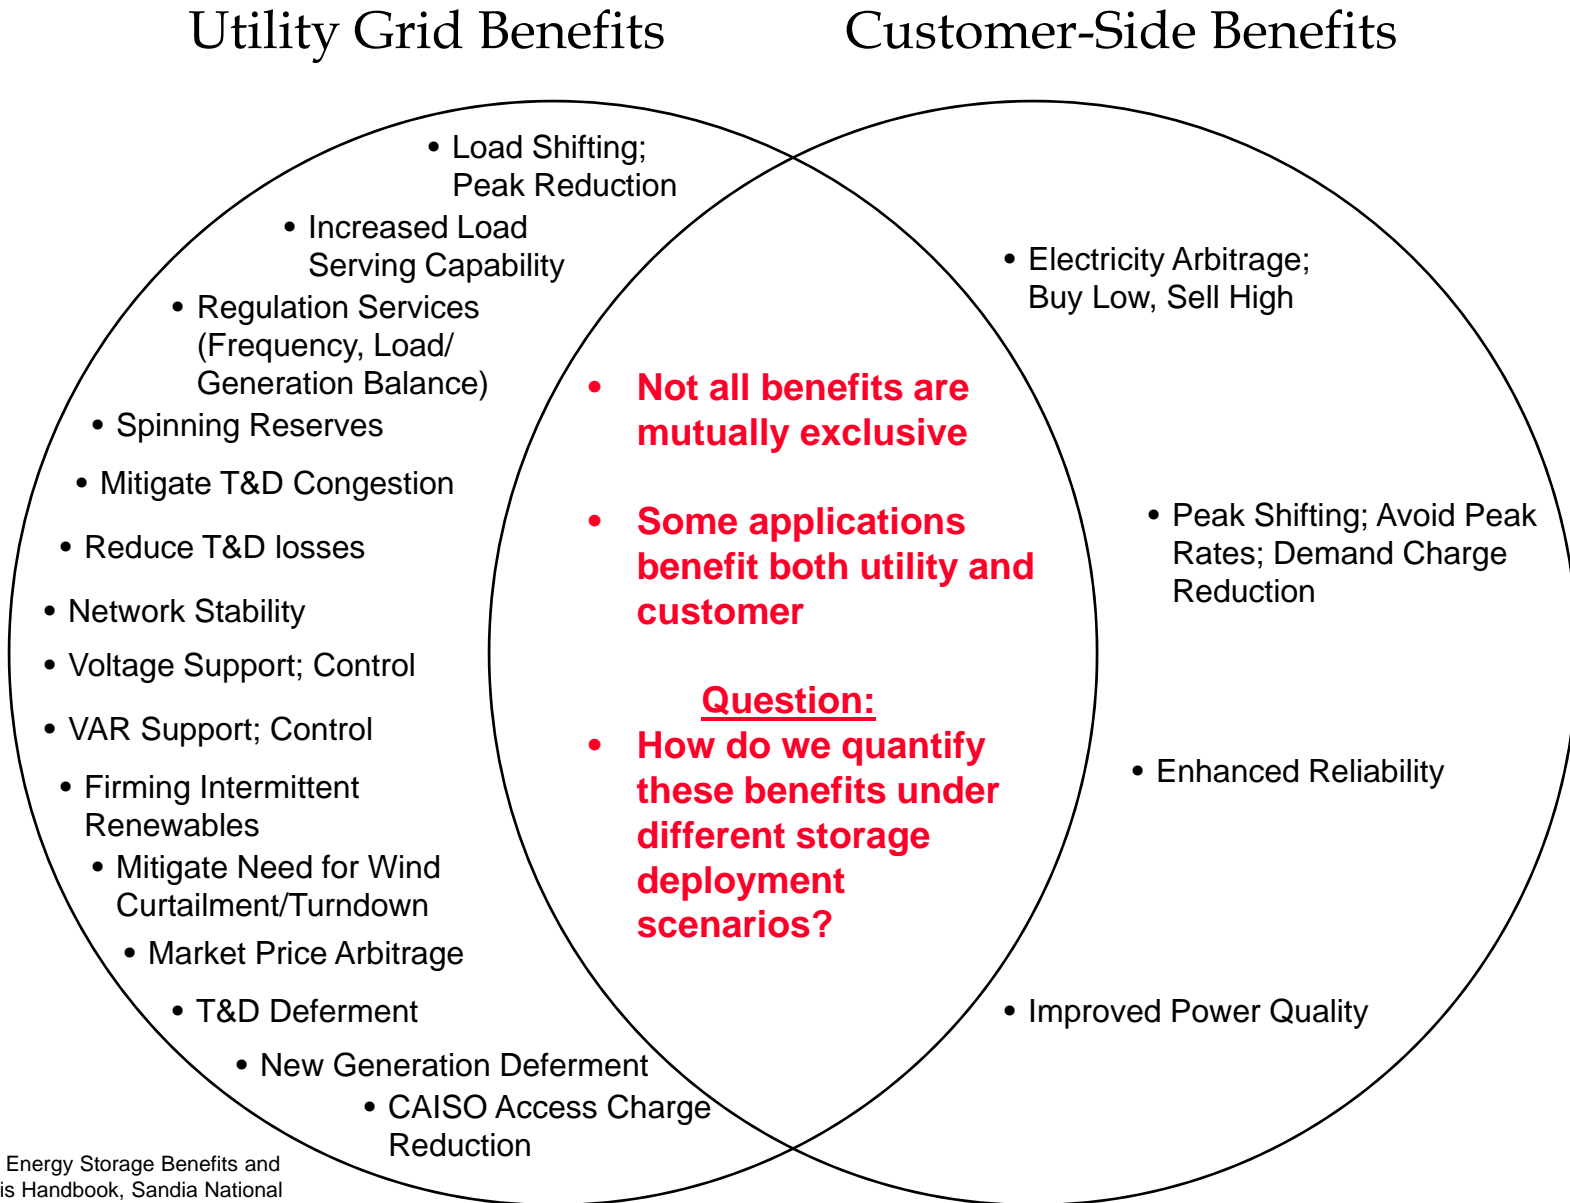 Utility Grid Benefits
Customer-Side Benefits
• Load Shifting;
Peak Reduction
• Increased Load
Serving Capability
• Regulation Services
(Frequency, Load/
Generation Balance)
• Spinning Reserves
• Mitigate T&D Congestion
• Reduce T&D losses
• Network Stability
• Voltage Support; Control
• VAR Support; Control
• Firming Intermittent
Renewables
• Mitigate Need for Wind
Curtailment/Turndown
• Market Price Arbitrage
• T&D Deferment
• New Generation Deferment
• CAISO Access Charge
Reduction
• Not all benefits are
mutually exclusive
• Some applications
benefit both utility and
customer
Question:
• How do we quantify
these benefits under
different storage
deployment
scenarios?
• Electricity Arbitrage;
Buy Low, Sell High
• Peak Shifting; Avoid Peak
Rates; Demand Charge
Reduction
• Enhanced Reliability
• Improved Power Quality
Energy Storage Benefits and
is Handbook, Sandia National